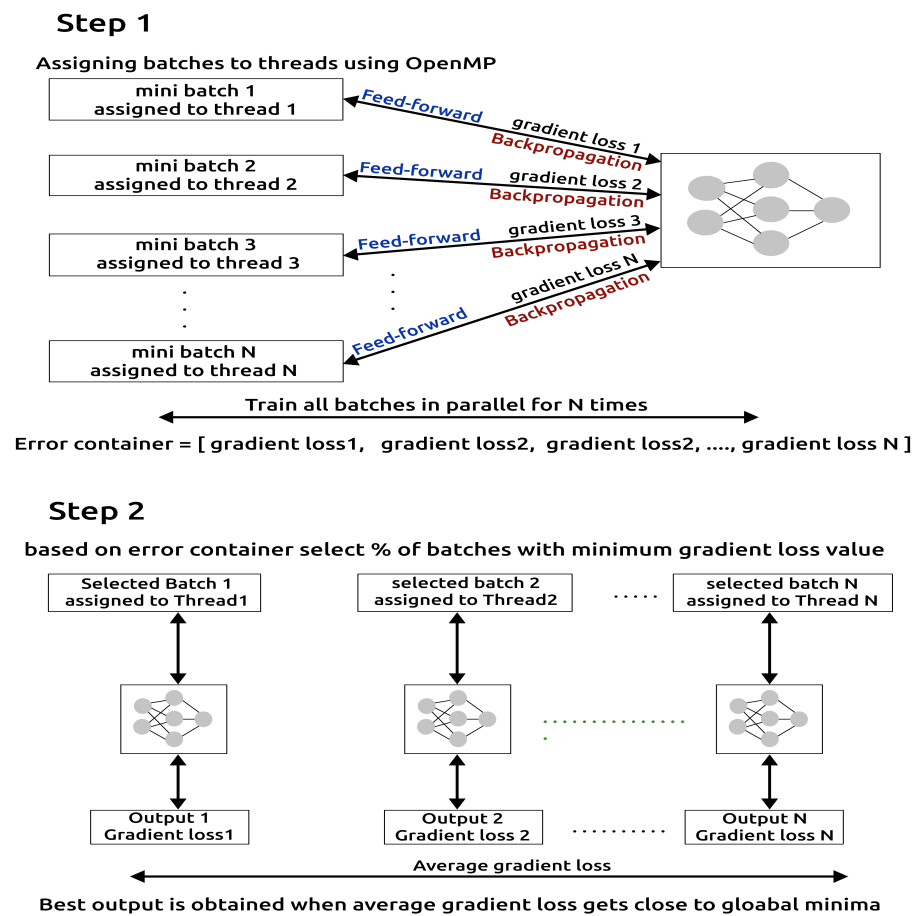 Step 1
Assigning batches to threads using OpenMP
mini batch 1
assigned to thread 1
Feed-forward
gradient loss 1
Backpropagation
mini batch 2
assigned to thread 2
Feed-forward
gradient loss 2
Backpropagation
mini batch 3
assigned to thread 3
Feed-forward
gradient loss 3
Backpropagation
mini batch N
assigned to thread N
Feed-forward
gradient loss N
Backpropagation
Train all batches in parallel for N times
Error container = [ gradient loss1, gradient loss2, gradient loss2, ...., gradient loss N ]
Step 2
based on error container select % of batches with minimum gradient loss value
Selected Batch 1
assigned to Thread1
selected batch 2
assigned to Thread2
selected batch N
assigned to Thread N
Output 1
Gradient loss1
Output 2
Gradient loss 2
Output N
Gradient loss N
Average gradient loss
Best output is obtained when average gradient loss gets close to gloabal minima